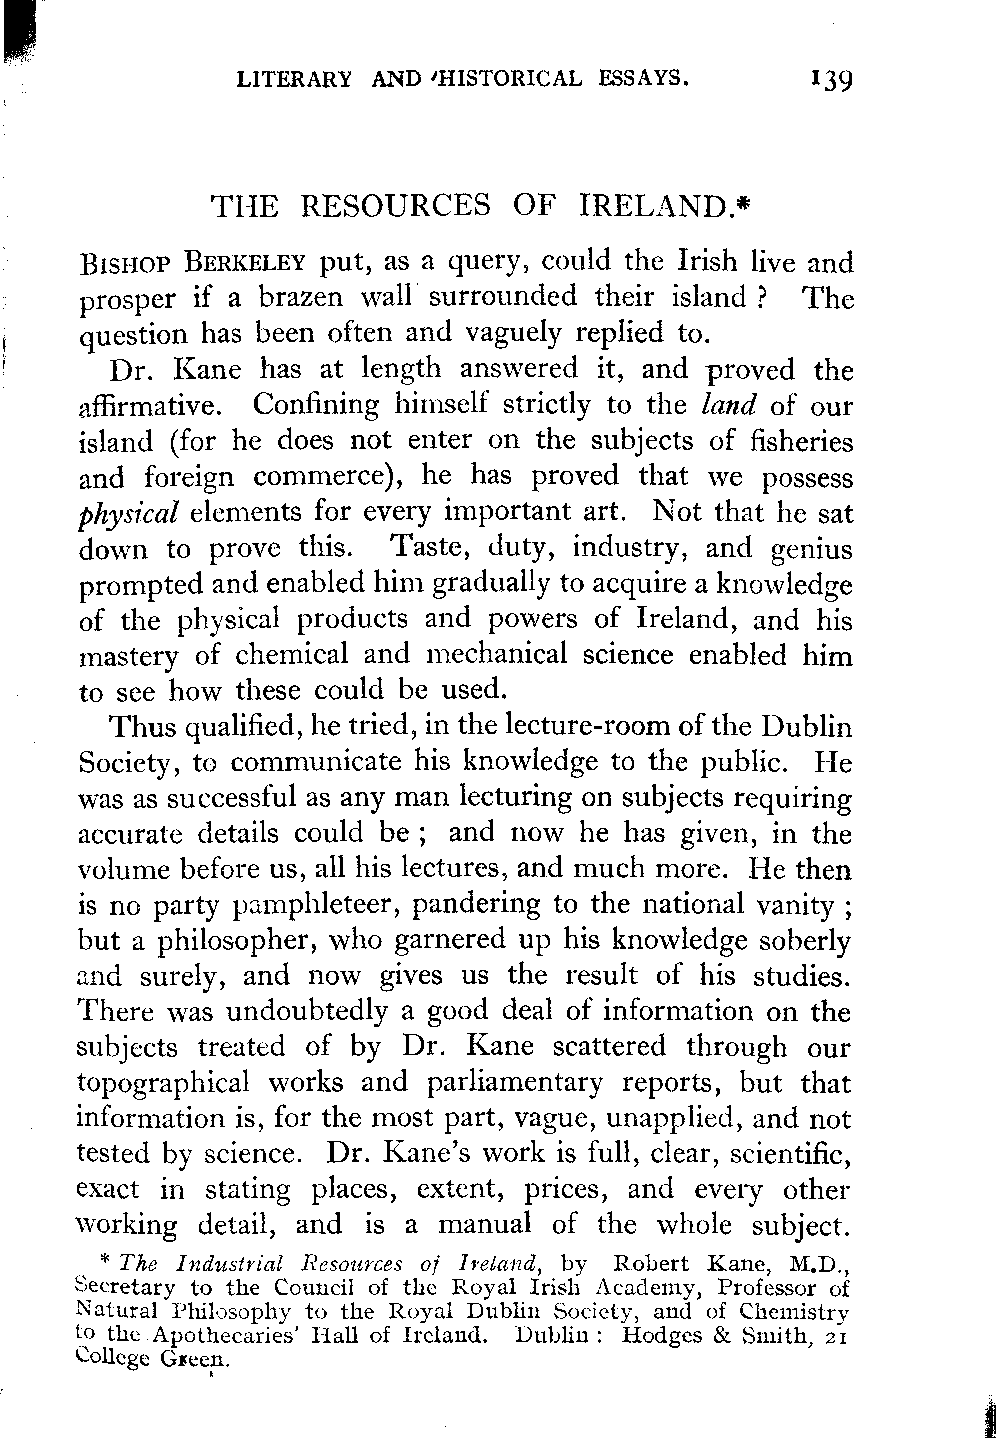 LITERARY AND HISTORICAL ESSAYS. 139
THE RESOURCES OF IRELAND.*
BISHOP BERKELEY put, as a query, could the Irish live and
prosper if a brazen wall surrounded their island ? The
question has been often and vaguely replied to.
Dr. Kane has at length answered it, and proved the
affirmative. Confining himself strictly to the land of our
island (for he does not enter on the subjects of fisheries
and foreign commerce), he has proved that we possess
physical elements for every important art. Not that he sat
down to prove this. Taste, duty, industry, and genius
prompted and enabled him gradually to acquire a knowledge
of the physical products and powers of Ireland, and his
mastery of chemical and mechanical science enabled him
to see how these could be used.
Thus qualified, he tried, in the lecture-room of the Dublin
Society, to communicate his knowledge to the public. He
was as successful as any man lecturing on subjects requiring
accurate details could be ; and now he has given, in the
volume before us, all his lectures, and much more. He then
is no party pamphleteer, pandering to the national vanity ;
but a philosopher, who garnered up his knowledge soberly
and surely, and now gives us the result of his studies.
There was undoubtedly a good deal of information on the
subjects treated of by Dr. Kane scattered through our
topographical works and parliamentary reports, but that
information is, for the most part, vague, unapplied, and not
tested by science. Dr. Kane's work is full, clear, scientific,
exact in stating places, extent, prices, and every other
working detail, and is a manual of the whole subject.
* The Industrial Resources of Ireland, by Robert Kane, M.D.,
Secretary to the Council of the Royal Irish Academy, Professor of
Natural Philosophy to the Royal Dublin Society, and of Chemistry
to the Apothecaries' Hall of Ireland. Dublin : Hodges & Smith, 21
College Green.